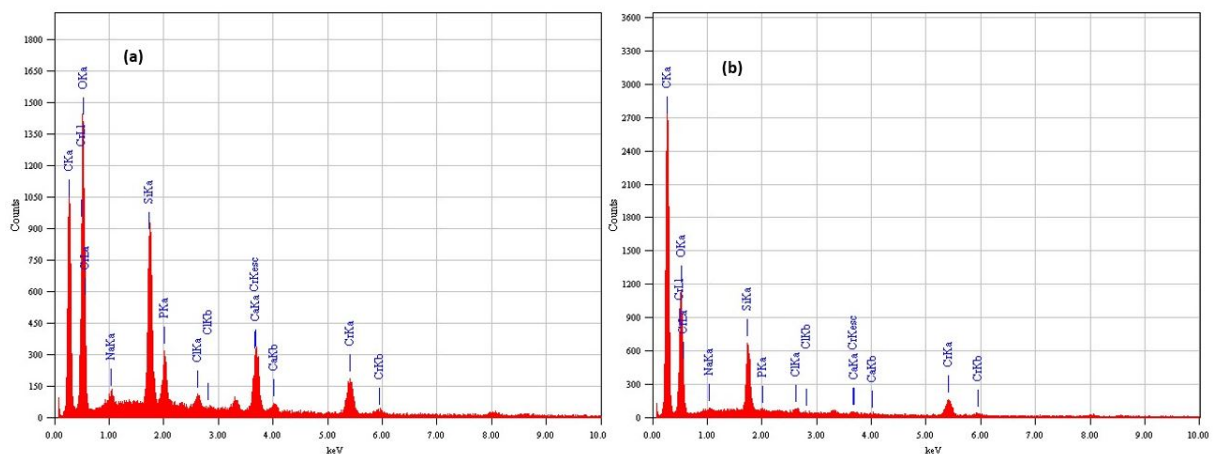 (a)
1800
1650
1500
1350
1200
1050
900
750
600
450
300
150
0
Counts
CKa
OKa
CrLl
CrLa
NaKa
SiKa
PKa
ClKa
ClKb
CaKa
CrKesc
CaKb
CrKa
CrKb
0.00 1.00 2.00 3.00 4.00 5.00 6.00 7.00 8.00 9.00 10.0
keV
(b)
3600
3300
3000
2700
2400
2100
1800
1500
1200
900
600
300
0
Counts
CKa
OKa
CrLl
CrLa
NaKa
SiKa
PKa
ClKa
ClKb
CaKa
CrKesc
CaKb
CrKa
CrKb
0.00 1.00 2.00 3.00 4.00 5.00 6.00 7.00 8.00 9.00 10.0
keV